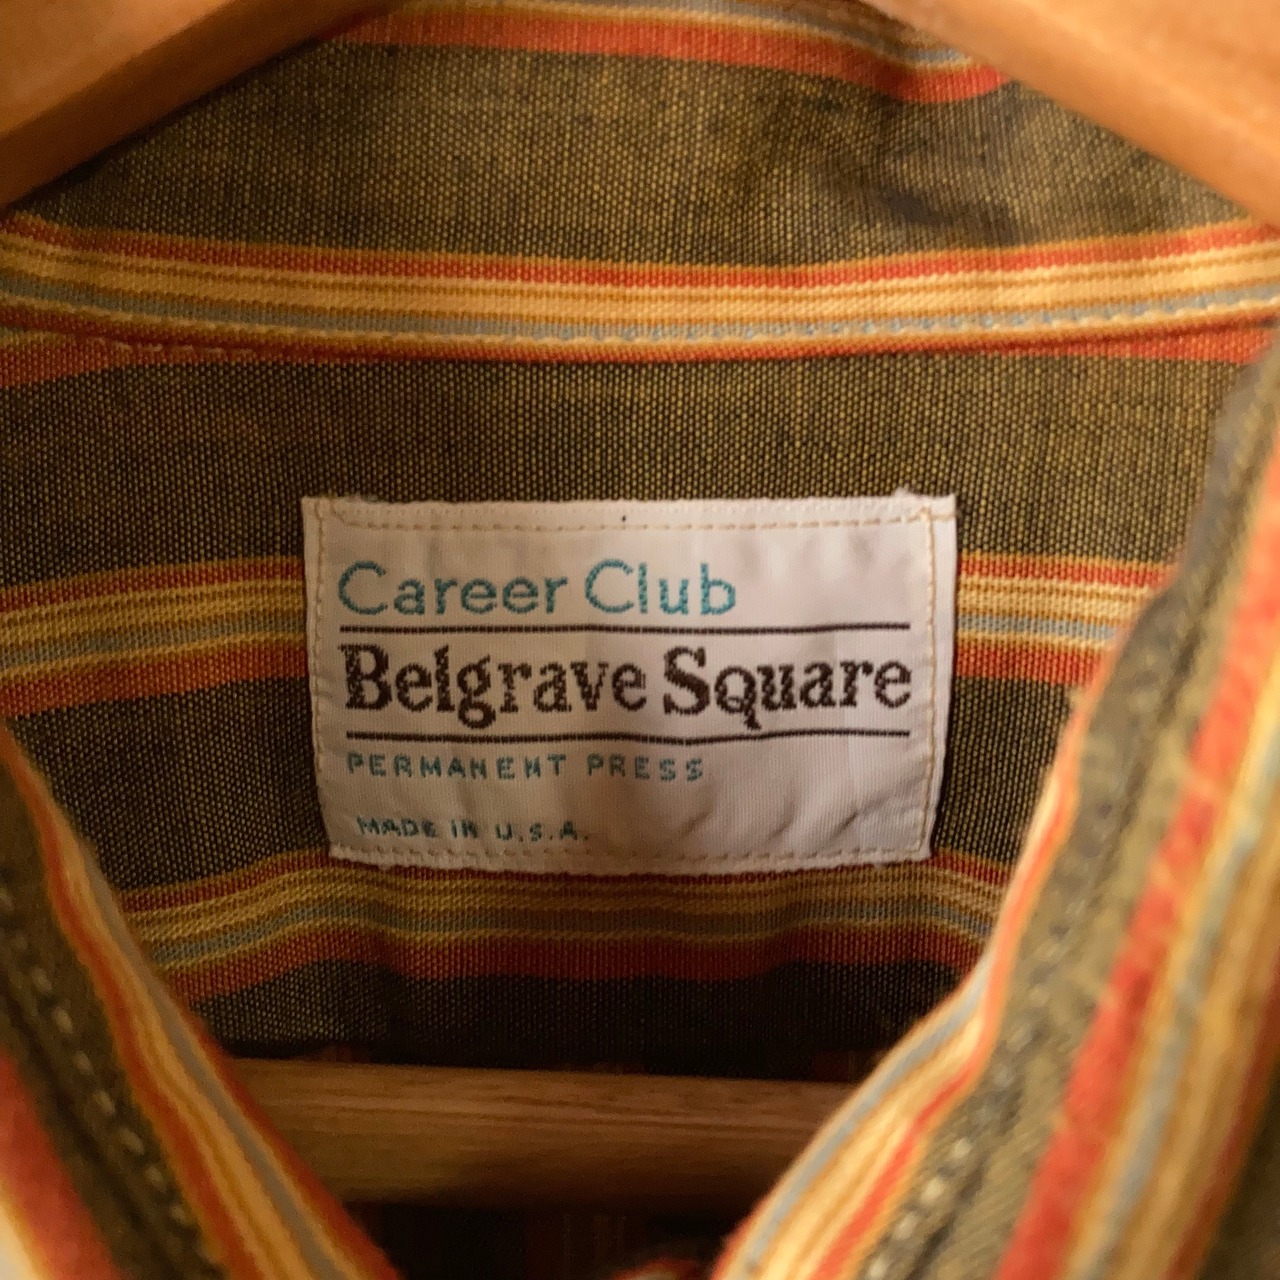 Career Club
Belgrave Square
PERMANENT PRESS
MADE IN U.S.A.